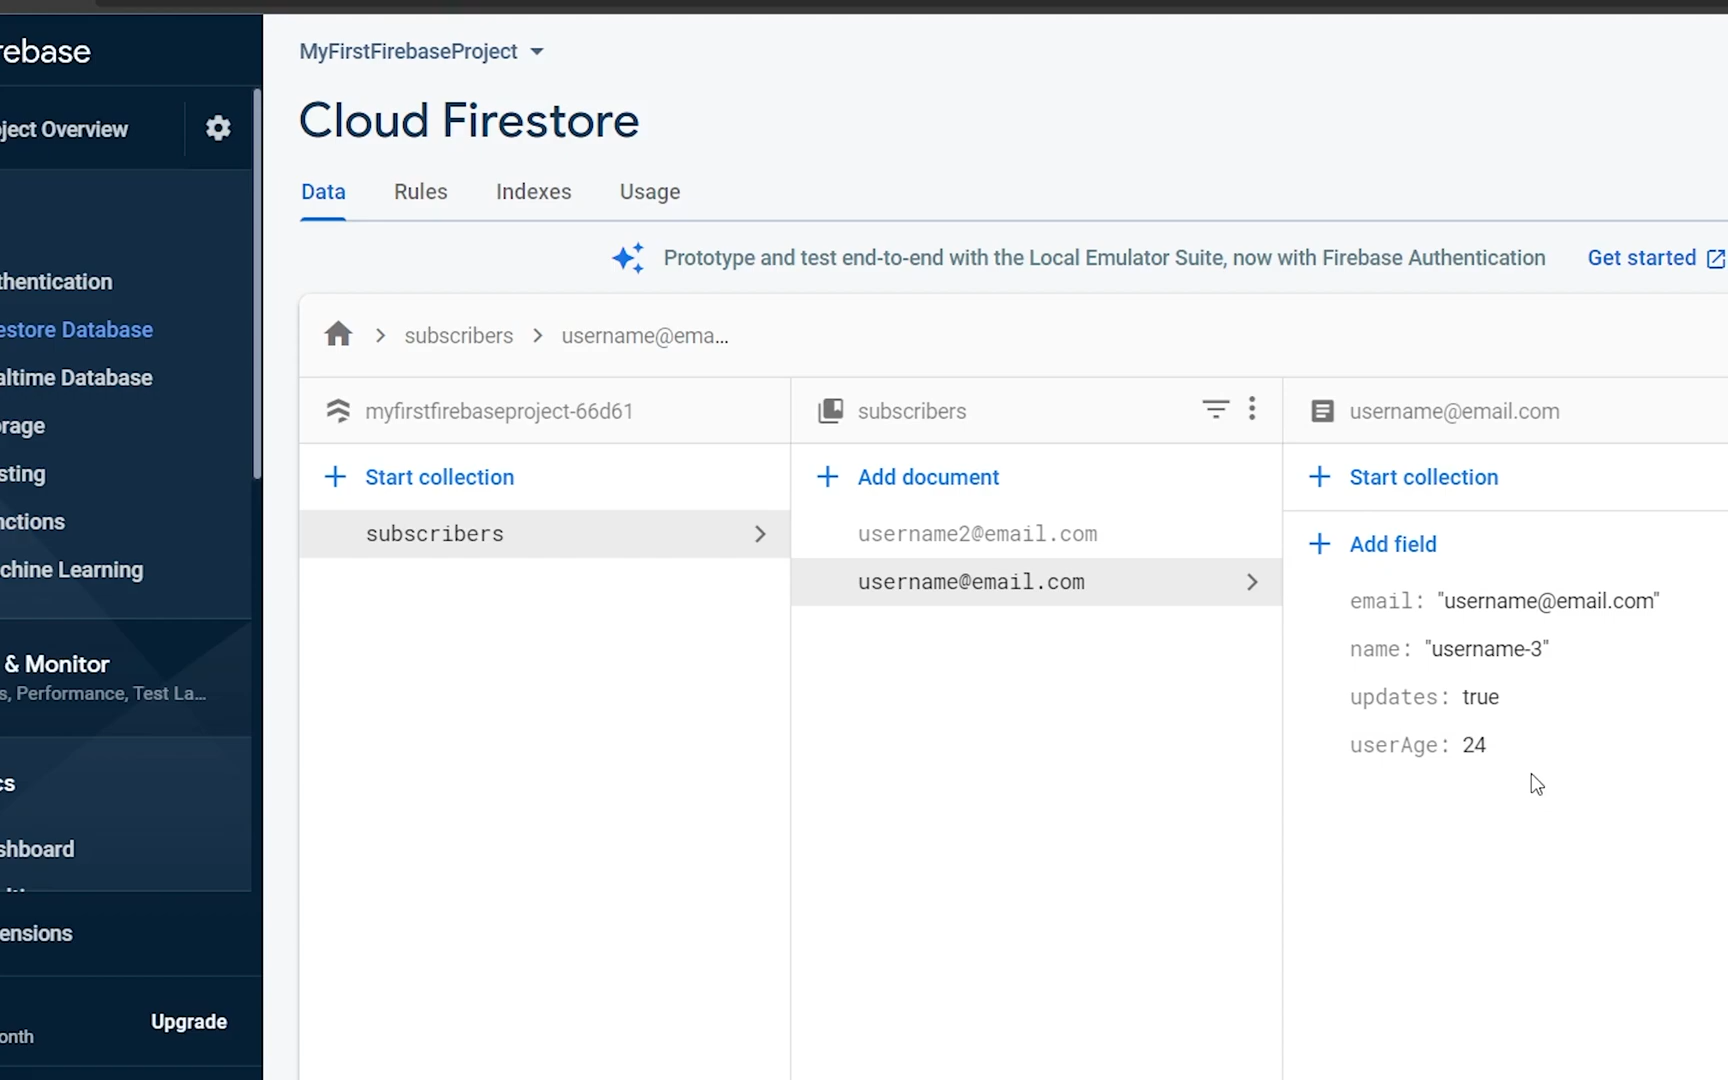 rebase
ject Overview
thentication
estore Database
altime Database
orage
sting
nctions
chine Learning
& Monitor
s, Performance, Test La...
cs
shboard
ensions
onth
Upgrade
MyFirstFirebaseProject
Cloud Firestore
Data Rules Indexes Usage
Prototype and test end-to-end with the Local Emulator Suite, now with Firebase Authentication Get started
subscribers > username@ema...
myfirstfirebaseproject-66d61
+ Start collection
subscribers
subscribers
+ Add document
username2@email.com
username@email.com
username@email.com
+ Start collection
+ Add field
email: "username@email.com"
name: "username-3"
updates: true
userAge: 24